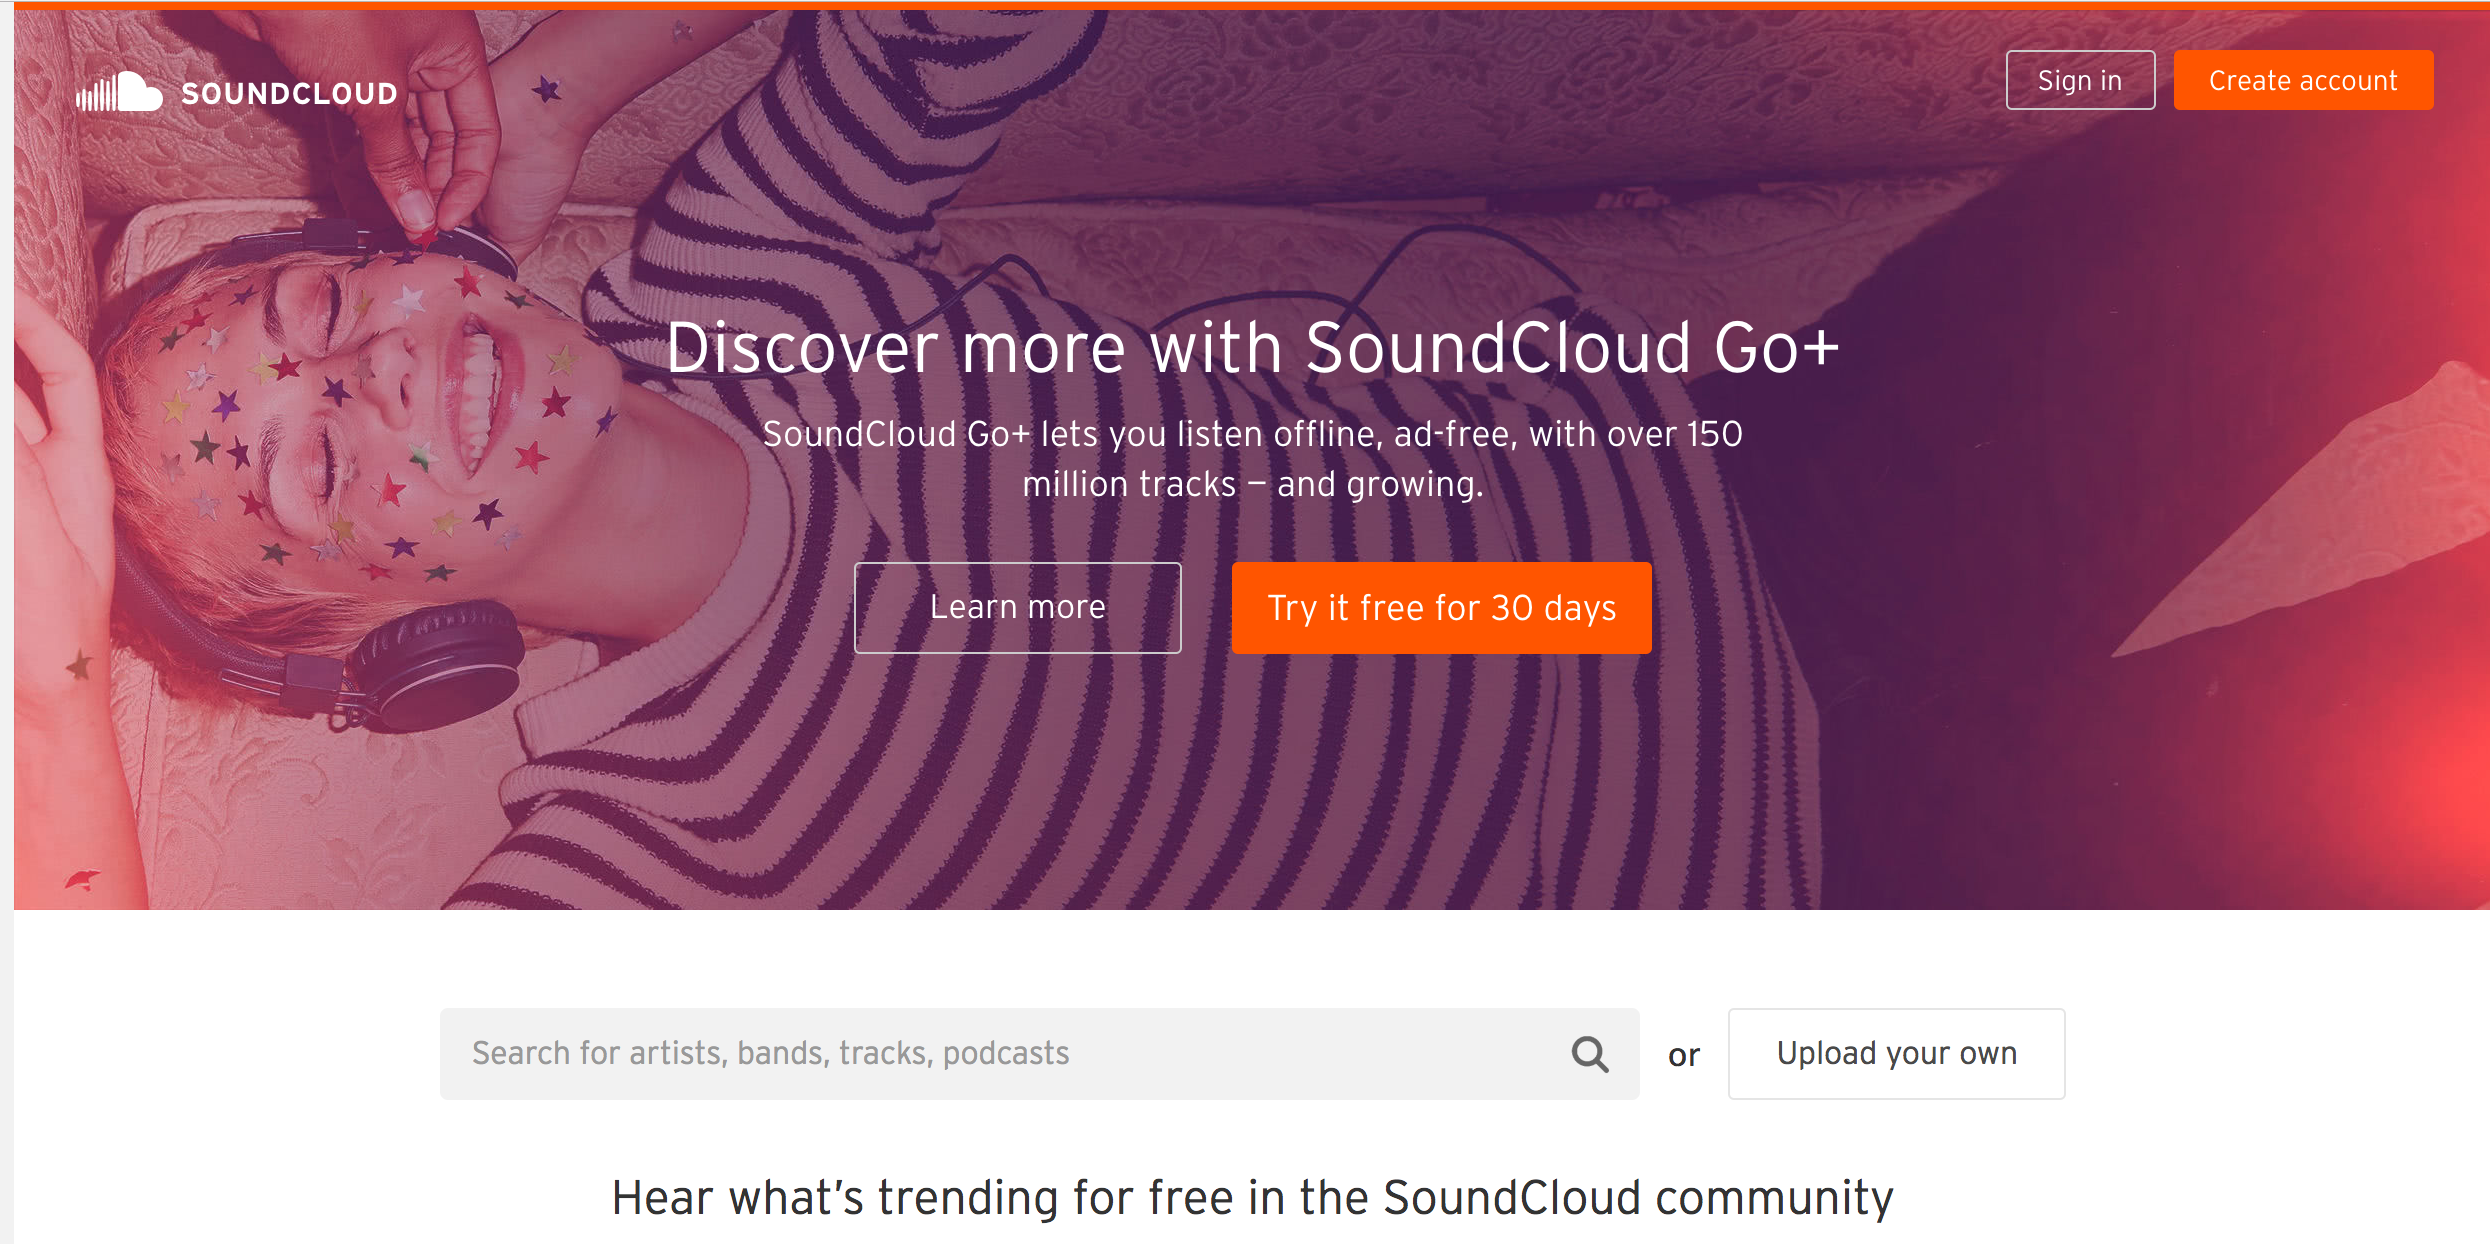 SOUNDCLOUD
Sign in
Create account
Discover more with SoundCloud Go+
SoundCloud Go+ lets you listen offline, ad-free, with over 150
million tracks – and growing.
Learn more
Try it free for 30 days
Search for artists, bands, tracks, podcasts
or
Upload your own
Hear what’s trending for free in the SoundCloud community